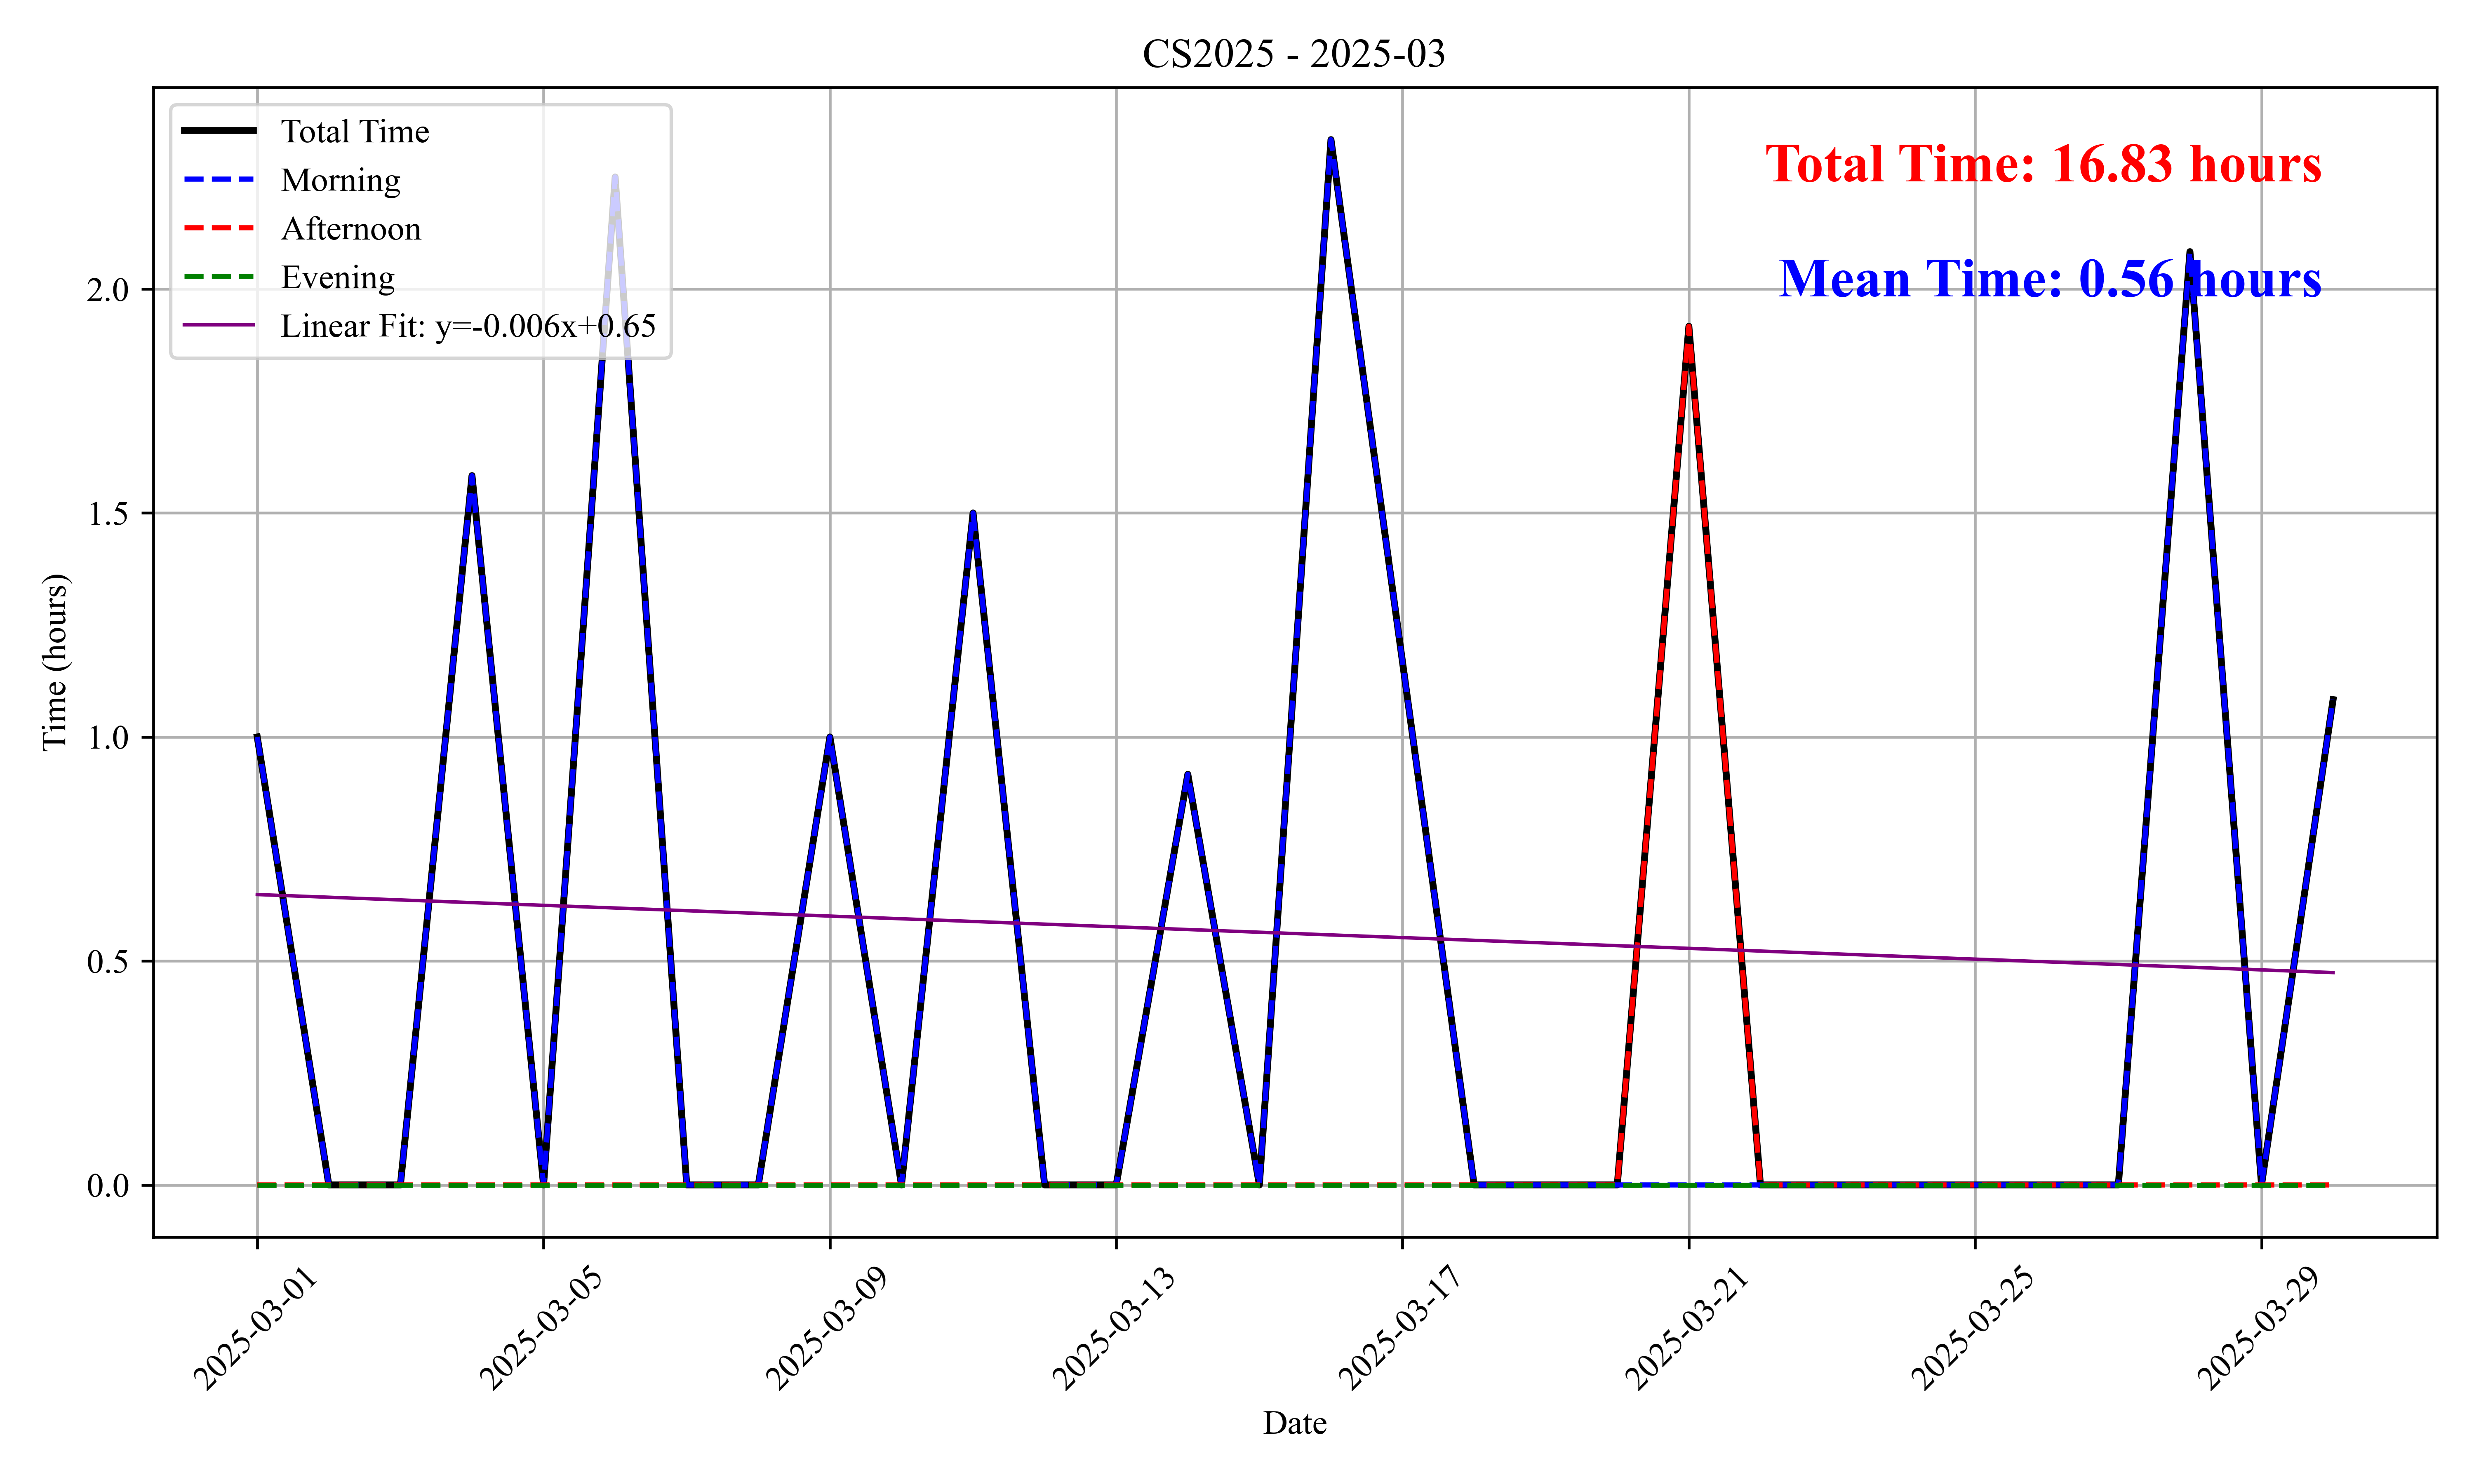 CS2025 - 2025-03
Total Time
Morning
Afternoon
Evening
Linear Fit: y=-0.006x+0.65
Total Time: 16.83 hours
Mean Time: 0.56 hours
Time (hours)
2.0
1.5
1.0
0.5
0.0
2025-03-01
2025-03-05
2025-03-09
2025-03-13
2025-03-17
2025-03-21
2025-03-25
2025-03-29
Date